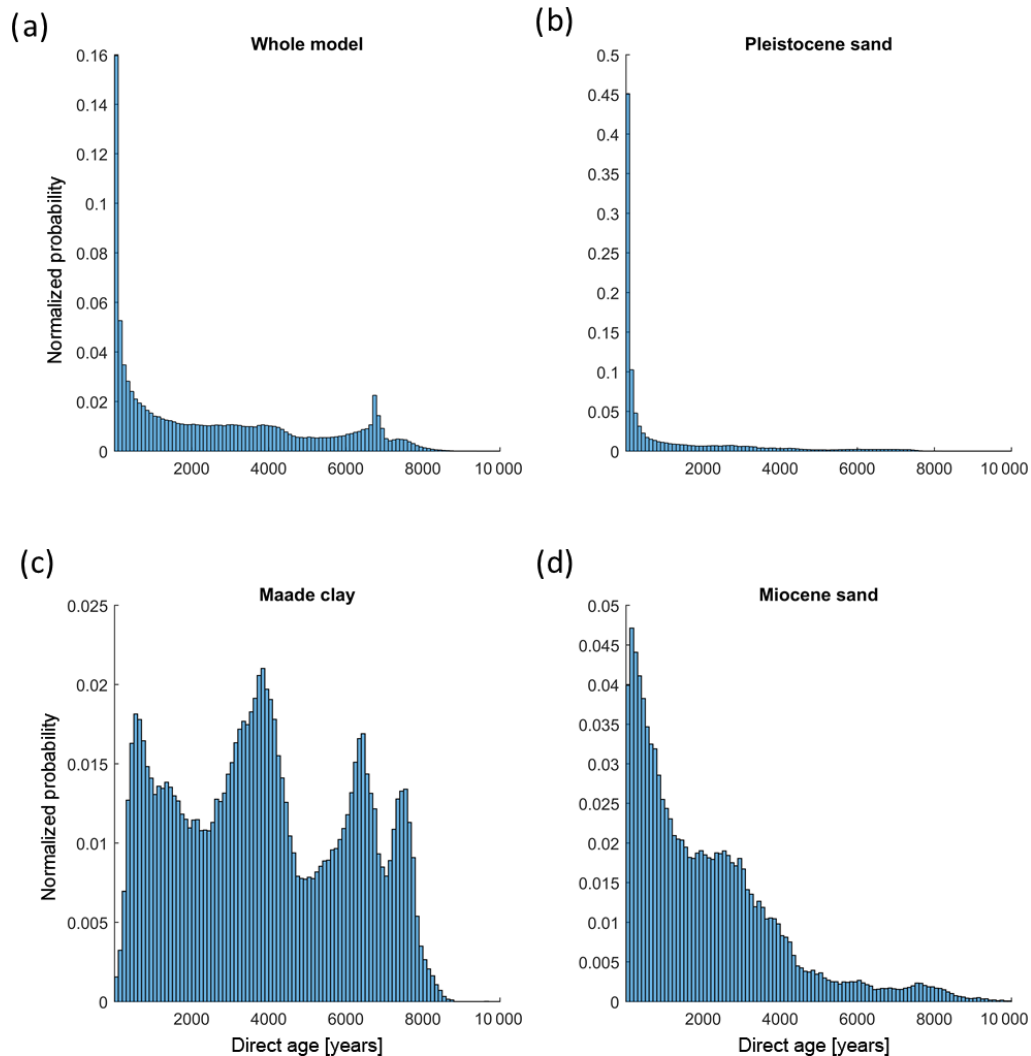 (a)
Whole model
Normalized probability
0.16
0.14
0.12
0.1
0.08
0.06
0.04
0.02
0
2000 4000 6000 8000 10 000
(b)
Pleistocene sand
0.5
0.45
0.4
0.35
0.3
0.25
0.2
0.15
0.1
0.05
0
2000 4000 6000 8000 10 000
(c)
Maade clay
Normalized probability
0.025
0.02
0.015
0.01
0.005
0
2000 4000 6000 8000 10 000
Direct age [years]
(d)
Miocene sand
0.05
0.045
0.04
0.035
0.03
0.025
0.02
0.015
0.01
0.005
0
2000 4000 6000 8000 10 000
Direct age [years]